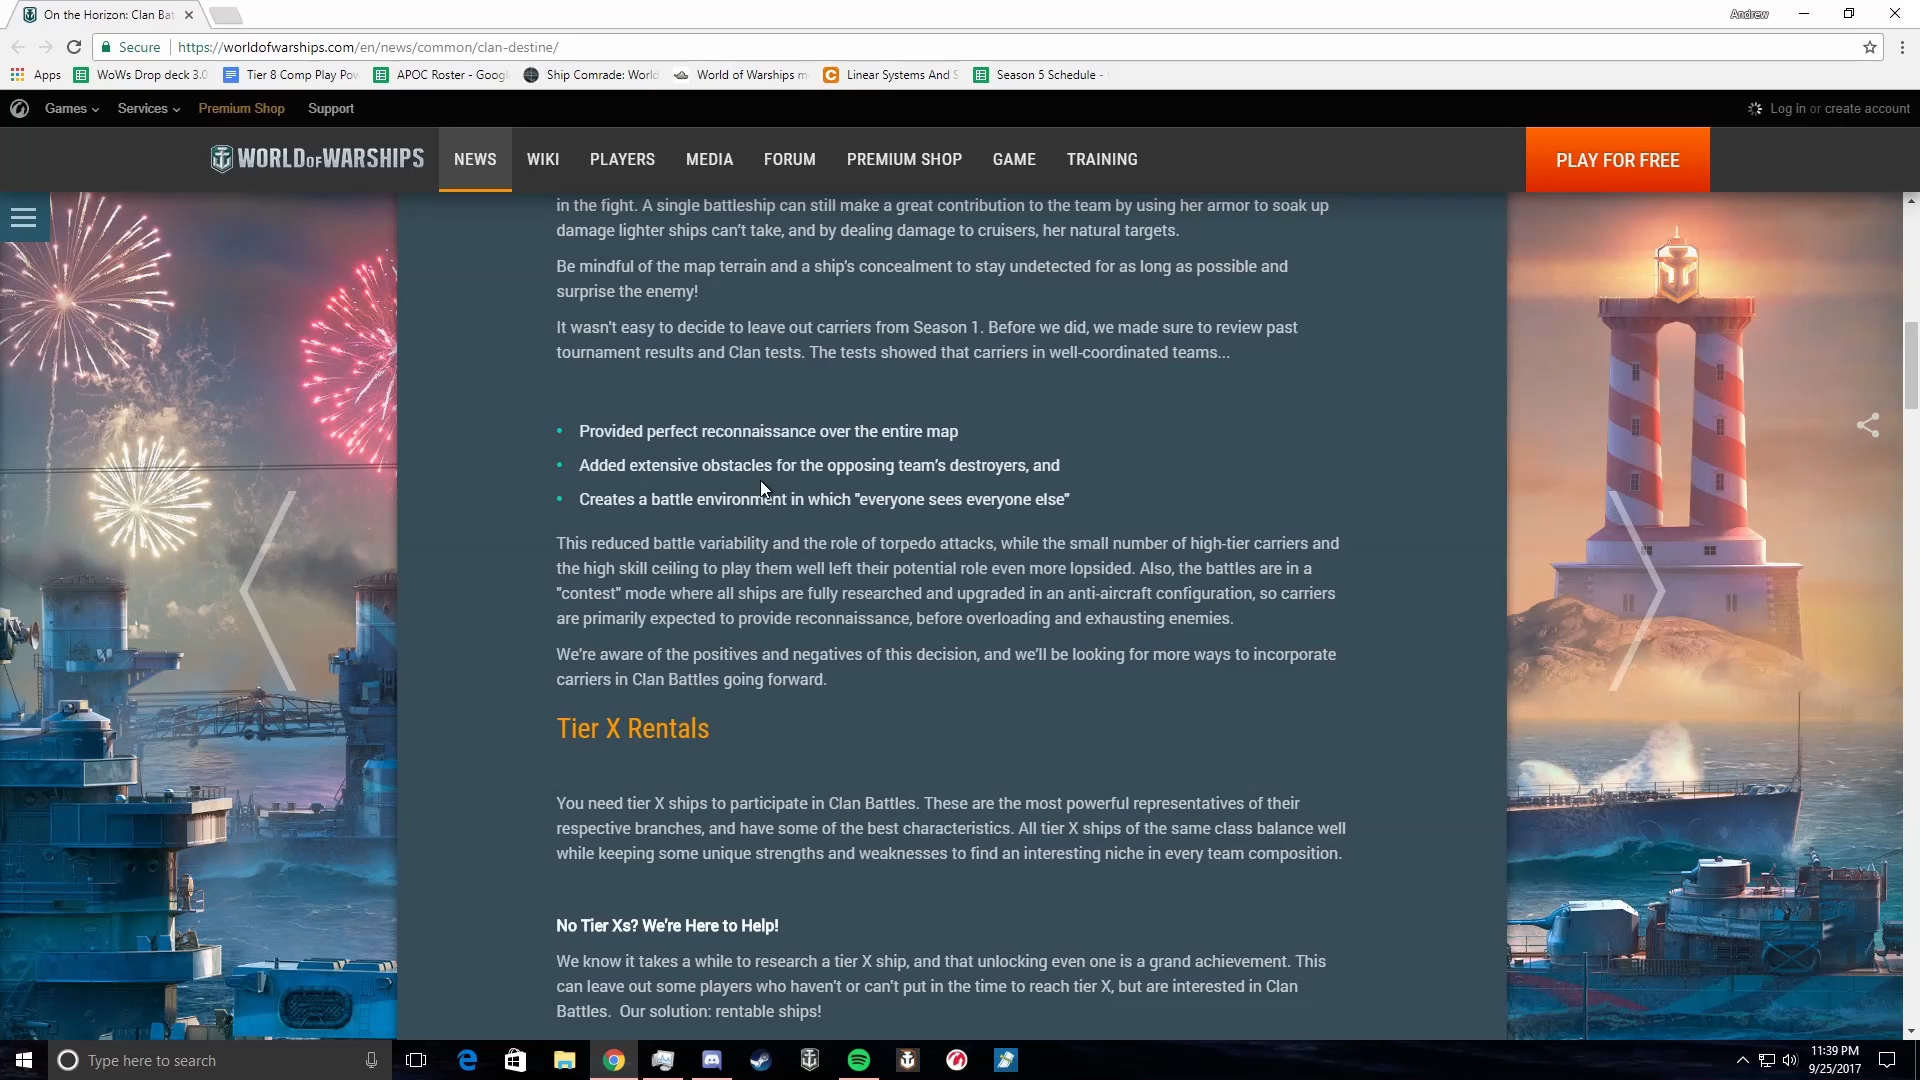 On the Horizon: Clan Bat
Andrew
Secure
https://worldofwarships.com/en/news/common/clan-destine/
Apps
WoWs Drop deck 3.0
Tier 8 Comp Play Pow
APOC Roster - Google
Ship Comrade: World
World of Warships m
Linear Systems And S
Season 5 Schedule -
Games
Services
Premium Shop
Support
Log in or create account
WORLD OF WARSHIPS
NEWS
WIKI
PLAYERS
MEDIA
FORUM
PREMIUM SHOP
GAME
TRAINING
PLAY FOR FREE
in the fight. A single battleship can still make a great contribution to the team by using her armor to soak up
damage lighter ships can't take, and by dealing damage to cruisers, her natural targets.
Be mindful of the map terrain and a ship's concealment to stay undetected for as long as possible and
surprise the enemy!
It wasn't easy to decide to leave out carriers from Season 1. Before we did, we made sure to review past
tournament results and Clan tests. The tests showed that carriers in well-coordinated teams...
• Provided perfect reconnaissance over the entire map
• Added extensive obstacles for the opposing team's destroyers, and
• Creates a battle environment in which "everyone sees everyone else"
This reduced battle variability and the role of torpedo attacks, while the small number of high-tier carriers and
the high skill ceiling to play them well left their potential role even more lopsided. Also, the battles are in a
"contest" mode where all ships are fully researched and upgraded in an anti-aircraft configuration, so carriers
are primarily expected to provide reconnaissance, before overloading and exhausting enemies.
We're aware of the positives and negatives of this decision, and we'll be looking for more ways to incorporate
carriers in Clan Battles going forward.
Tier X Rentals
You need tier X ships to participate in Clan Battles. These are the most powerful representatives of their
respective branches, and have some of the best characteristics. All tier X ships of the same class balance well
while keeping some unique strengths and weaknesses to find an interesting niche in every team composition.
No Tier Xs? We're Here to Help!
We know it takes a while to research a tier X ship, and that unlocking even one is a grand achievement. This
can leave out some players who haven't or can't put in the time to reach tier X, but are interested in Clan
Battles. Our solution: rentable ships!
Type here to search
11:39 PM
9/25/2017